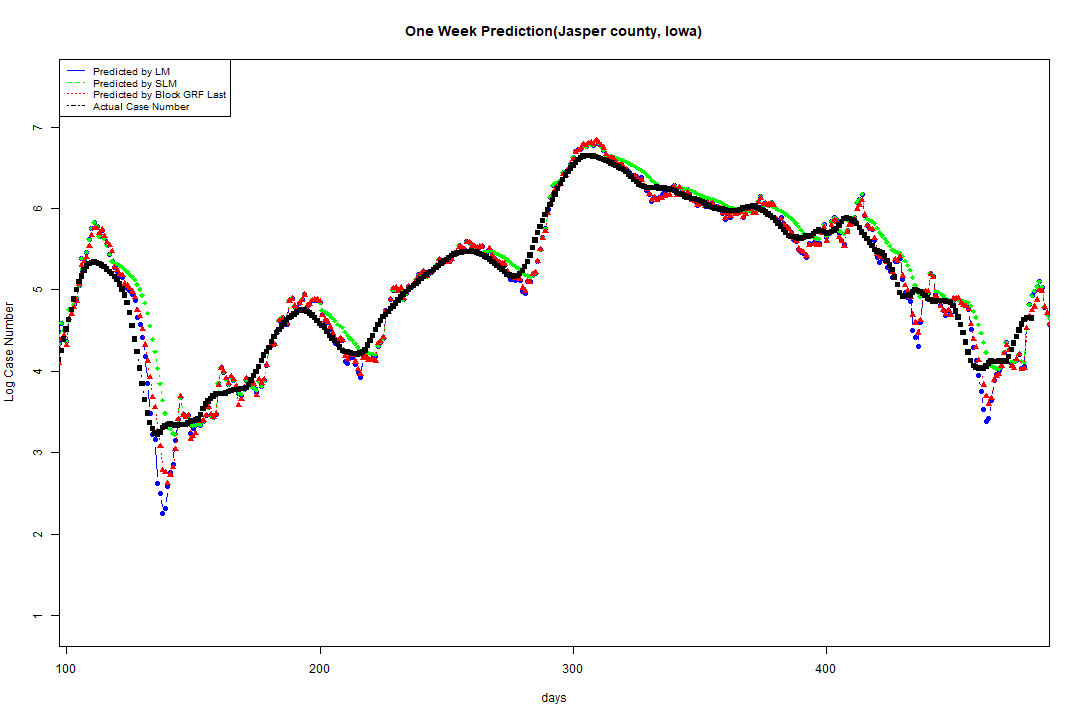 One Week Prediction(Jasper county, Iowa)
Predicted by LM
Predicted by SLM
Predicted by Block GRF Last
Actual Case Number
Log Case Number
7
6
5
4
3
2
1
100 200 300 400
days